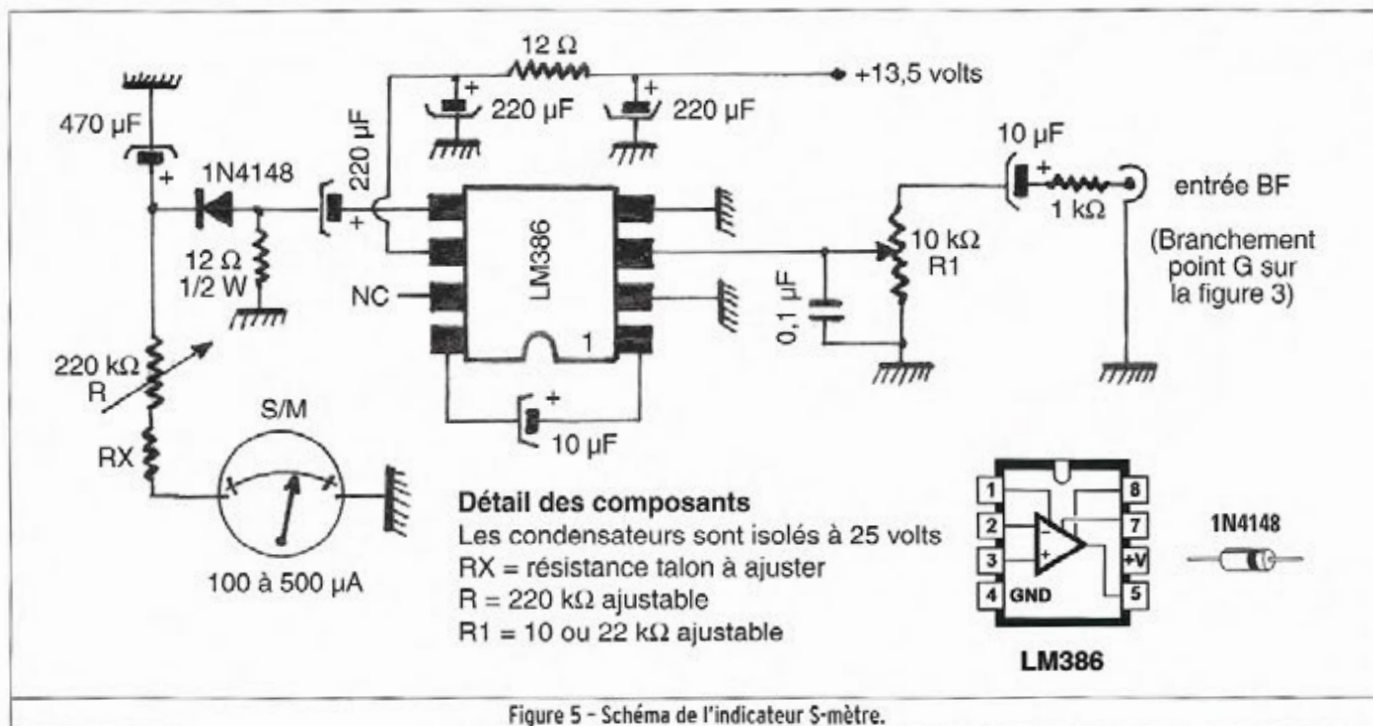 12 Ω
+13,5 volts
+
220 µF
+
220 µF
470 µF
+
1N4148
220 µF
+
12 Ω
1/2 W
NC
LM386
1
10 µF
+
1 kΩ
entrée BF
(Branchement
point G sur
la figure 3)
10 kΩ
R1
0,1 µF
220 kΩ
R
RX
S/M
100 à 500 µA
+
10 µF
Détail des composants
Les condensateurs sont isolés à 25 volts
RX = résistance talon à ajuster
R = 220 kΩ ajustable
R1 = 10 ou 22 kΩ ajustable
1
2
3
4
GND
8
7
+V
5
-
+
LM386
1N4148
Figure 5 - Schéma de l'indicateur S-mètre.